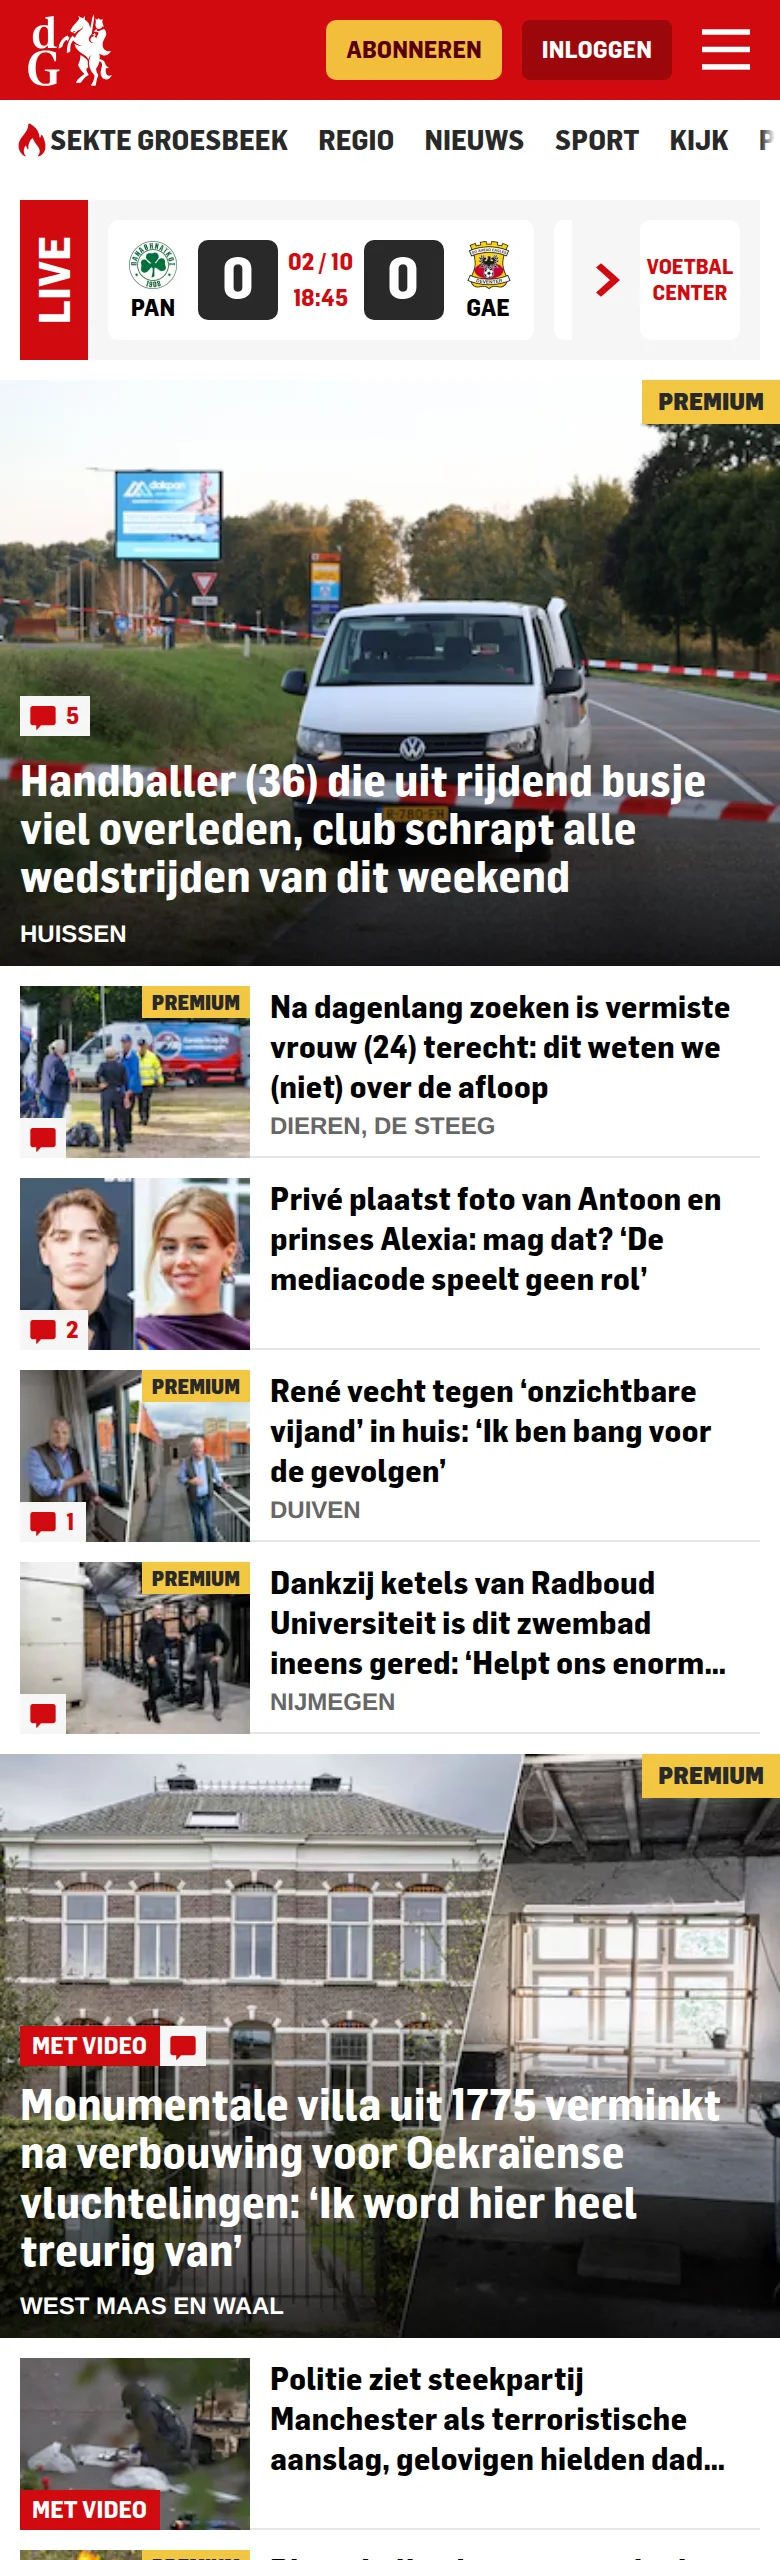 dG
ABONNEREN
INLOGGEN
SEKTE GROESBEEK REGIO NIEUWS SPORT KIJK P
LIVE
PAN
0
02 / 10
18:45
0
GAE
VOETBAL
CENTER
PREMIUM
5
Handballer (36) die uit rijdend busje
viel overleden, club schrapt alle
wedstrijden van dit weekend
HUISSEN
PREMIUM
Na dagenlang zoeken is vermiste
vrouw (24) terecht: dit weten we
(niet) over de afloop
DIEREN, DE STEEG
2
Privé plaatst foto van Antoon en
prinses Alexia: mag dat? ‘De
mediacode speelt geen rol’
PREMIUM
1
René vecht tegen ‘onzichtbare
vijand’ in huis: ‘Ik ben bang voor
de gevolgen’
DUIVEN
PREMIUM
Dankzij ketels van Radboud
Universiteit is dit zwembad
ineens gered: ‘Helpt ons enorm...
NIJMEGEN
PREMIUM
MET VIDEO
Monumentale villa uit 1775 verminkt
na verbouwing voor Oekraïense
vluchtelingen: ‘Ik word hier heel
treurig van’
WEST MAAS EN WAAL
MET VIDEO
Politie ziet steekpartij
Manchester als terroristische
aanslag, gelovigen hielden dad...